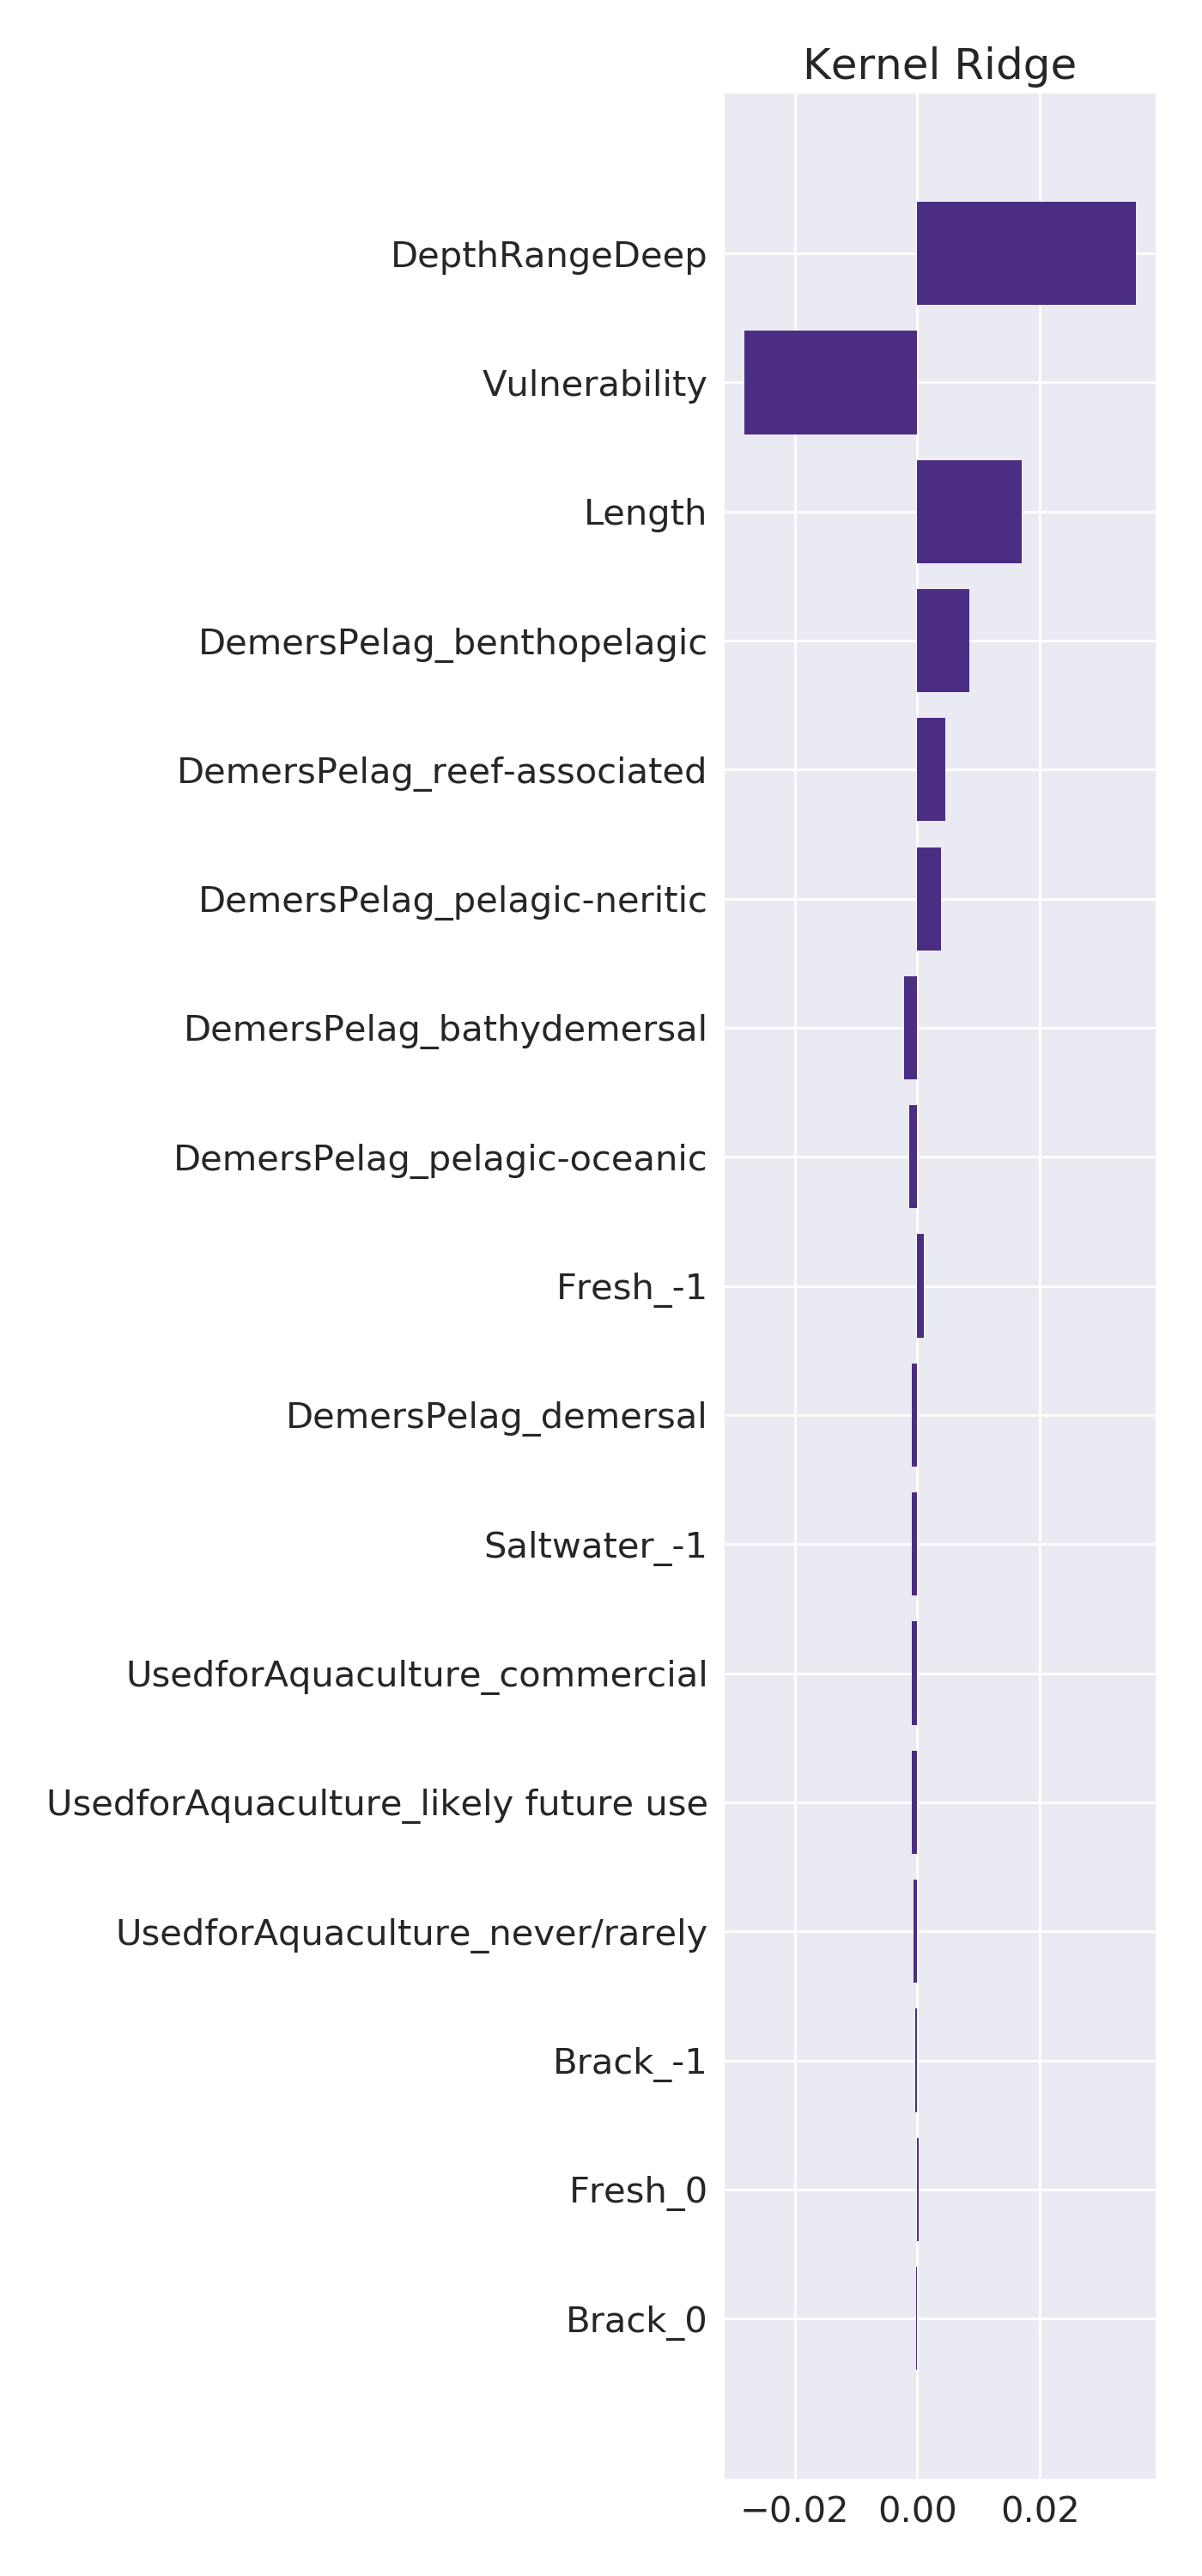 Kernel Ridge
DepthRangeDeep
Vulnerability
Length
DemersPelag_benthopelagic
DemersPelag_reef-associated
DemersPelag_pelagic-neritic
DemersPelag_bathydemersal
DemersPelag_pelagic-oceanic
Fresh_-1
DemersPelag_demersal
Saltwater_-1
UsedforAquaculture_commercial
UsedforAquaculture_likely future use
UsedforAquaculture_never/rarely
Brack_-1
Fresh_0
Brack_0
−0.02 0.00 0.02